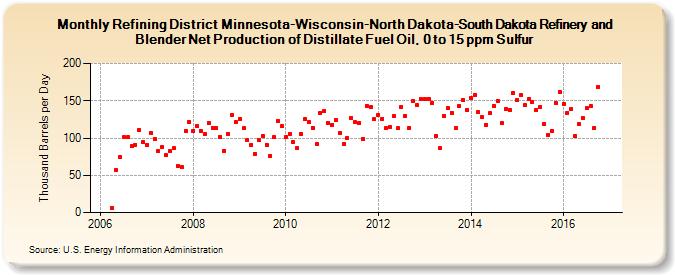 Monthly Refining District Minnesota-Wisconsin-North Dakota-South Dakota Refinery and
Blender Net Production of Distillate Fuel Oil, 0 to 15 ppm Sulfur
Thousand Barrels per Day
200
150
100
50
0
2006 2008 2010 2012 2014 2016
Source: U.S. Energy Information Administration